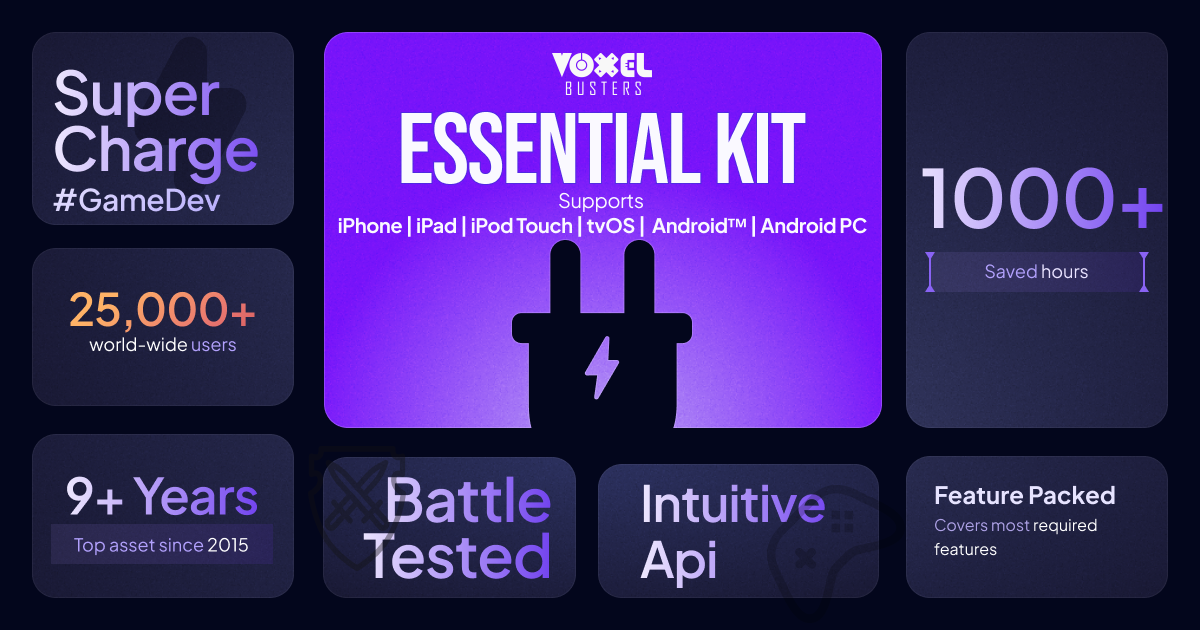 Super
Charge
#GameDev
25,000+
world-wide users
9+ Years
Top asset since 2015
VOXEL
BUSTERS
ESSENTIAL KIT
Supports
iPhone | iPad | iPod Touch | tvOS | Android™ | Android PC
1000+
Saved hours
Battle
Tested
Intuitive
Api
Feature Packed
Covers most required
features